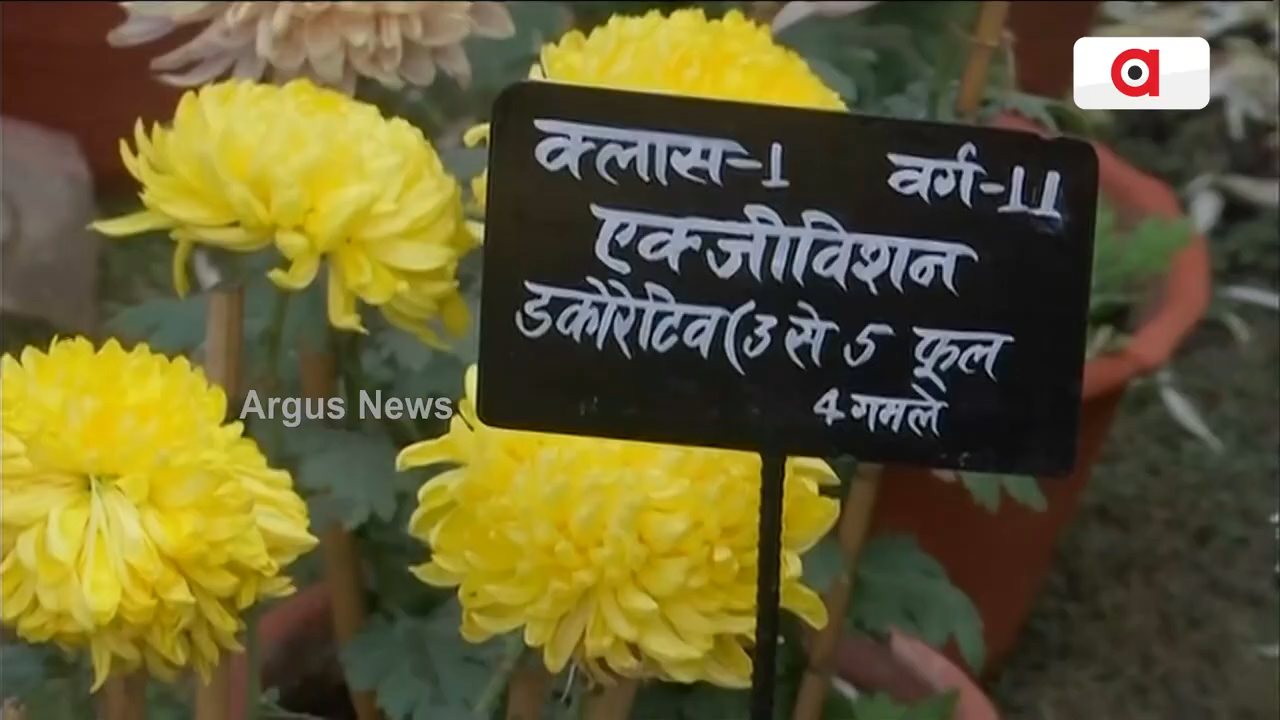 क्लास-1 वर्ग-11
एक्जीविशन
डकोरेटिव (3 से 5 फूल
4 गमले
Argus News